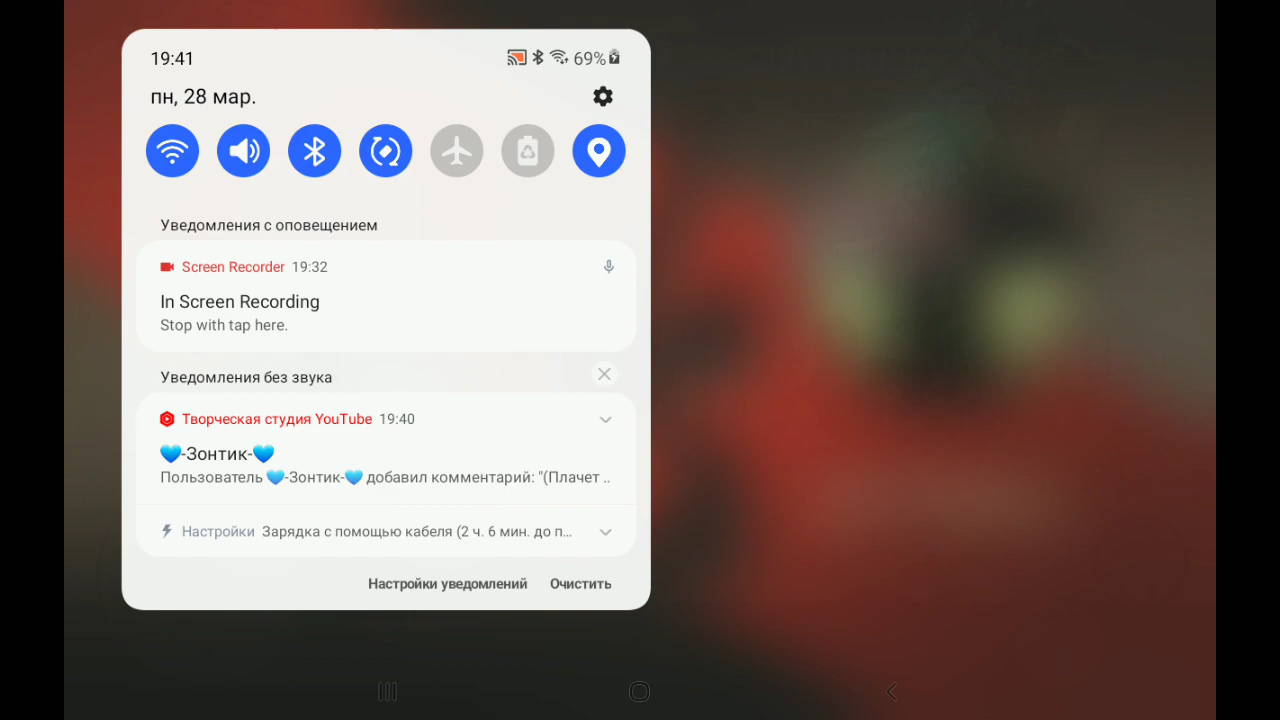 19:41 69%
пн, 28 мар.
Уведомления с оповещением
Screen Recorder 19:32
In Screen Recording
Stop with tap here.
Уведомления без звука
Творческая студия YouTube 19:40
💙-Зонтик-💙
Пользователь 💙-Зонтик-💙 добавил комментарий: "(Плачет ..
Настройки Зарядка с помощью кабеля (2 ч. 6 мин. до п...
Настройки уведомлений Очистить